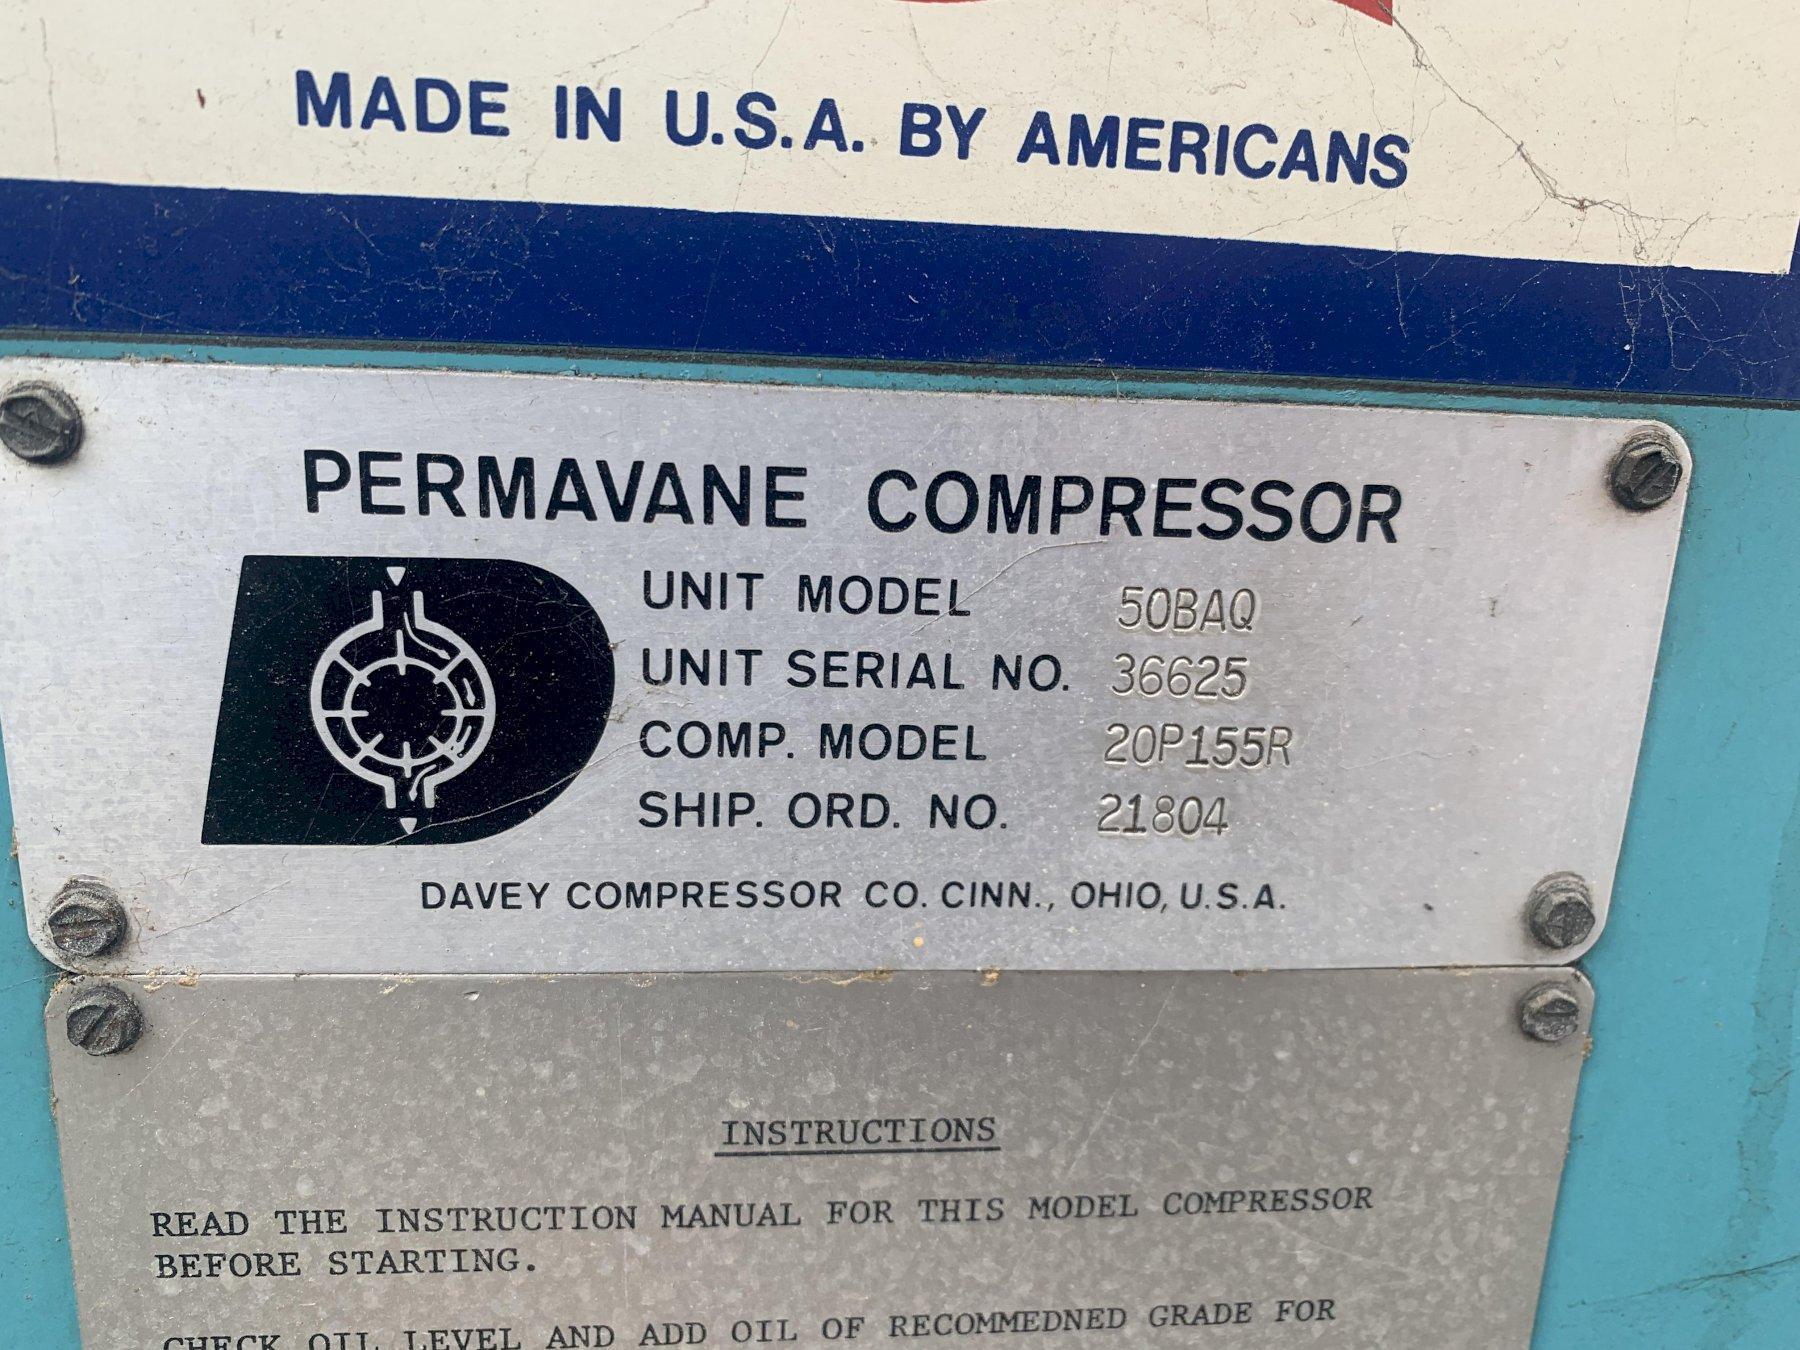 MADE IN U.S.A. BY AMERICANS
PERMAVANE COMPRESSOR
UNIT MODEL 50BAQ
UNIT SERIAL NO. 36625
COMP. MODEL 20P155R
SHIP. ORD. NO. 21804
DAVEY COMPRESSOR CO. CINN., OHIO, U.S.A.
INSTRUCTIONS
READ THE INSTRUCTION MANUAL FOR THIS MODEL COMPRESSOR
BEFORE STARTING.
CHECK OIL LEVEL AND ADD OIL OF RECOMMEDNED GRADE FOR